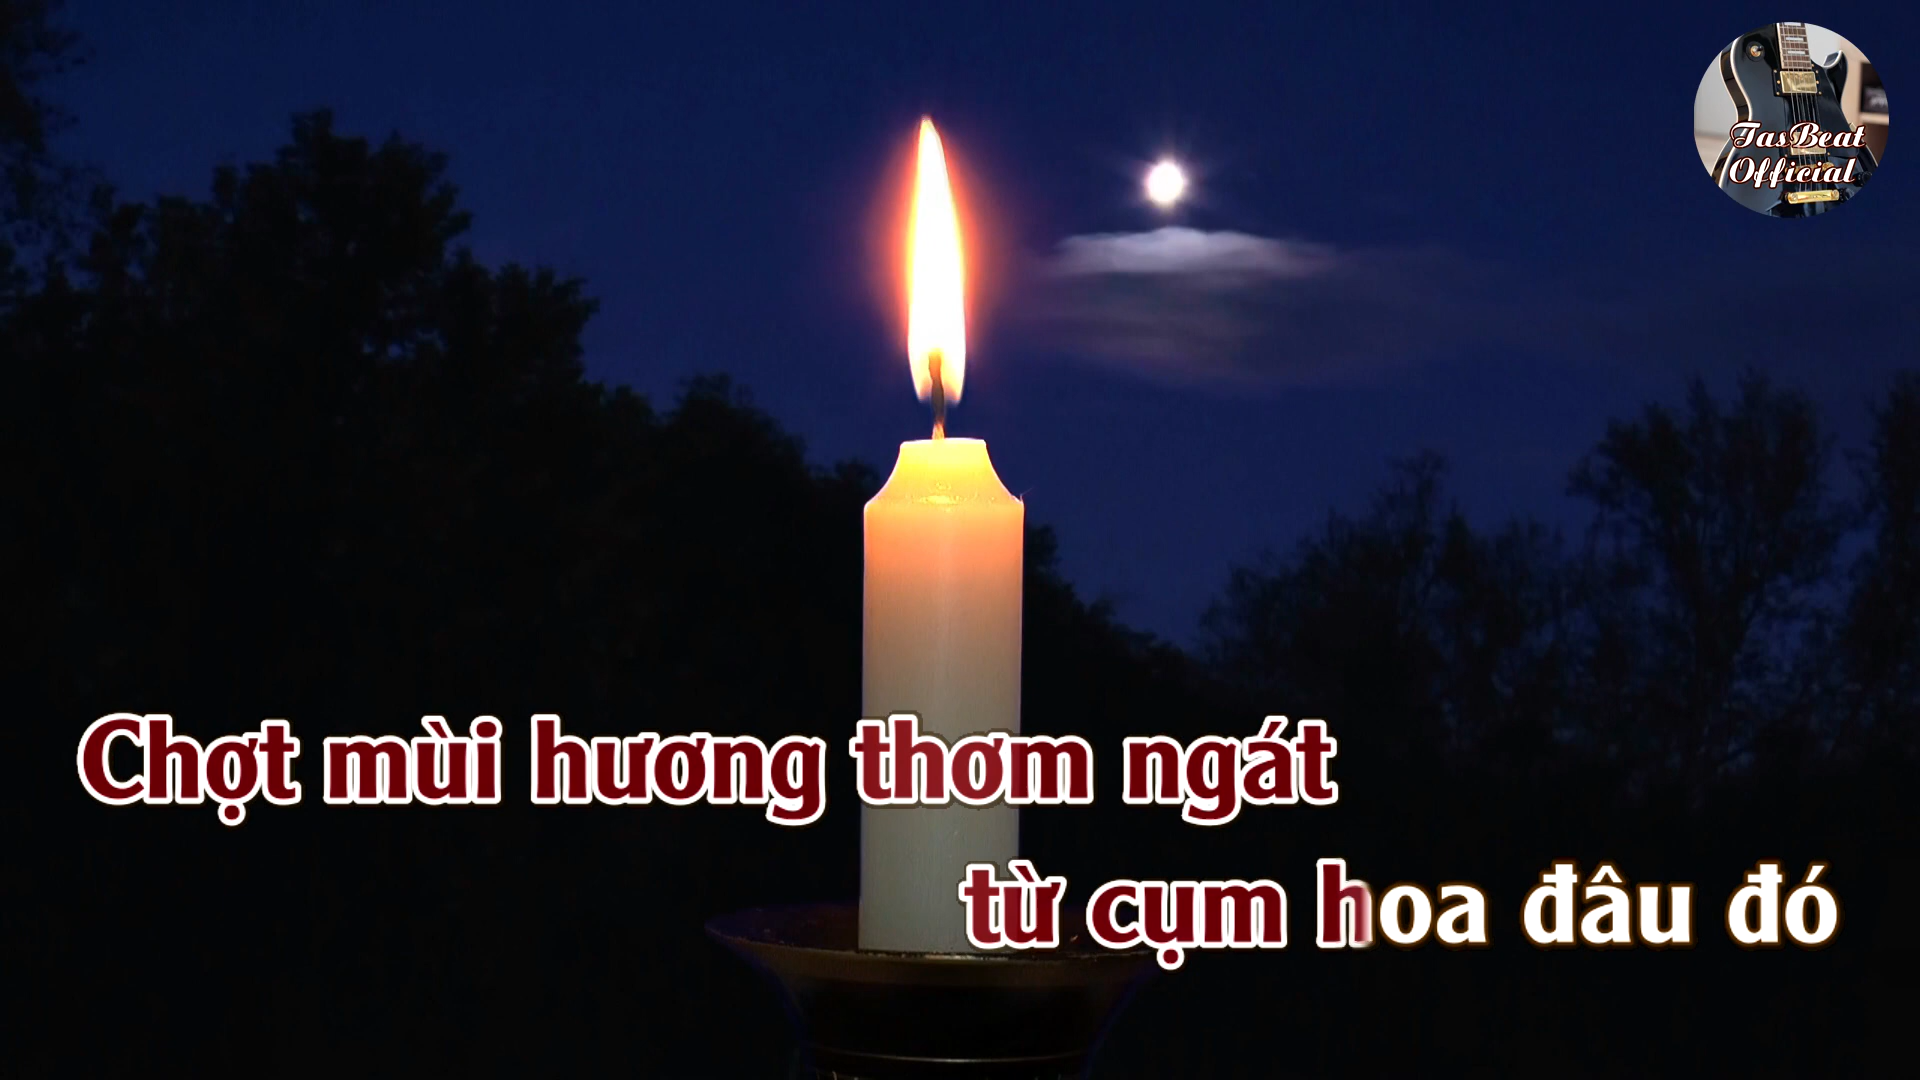 TasBeat
Official
Chợt mùi hương thơm ngát
từ cụm hoa đâu đó